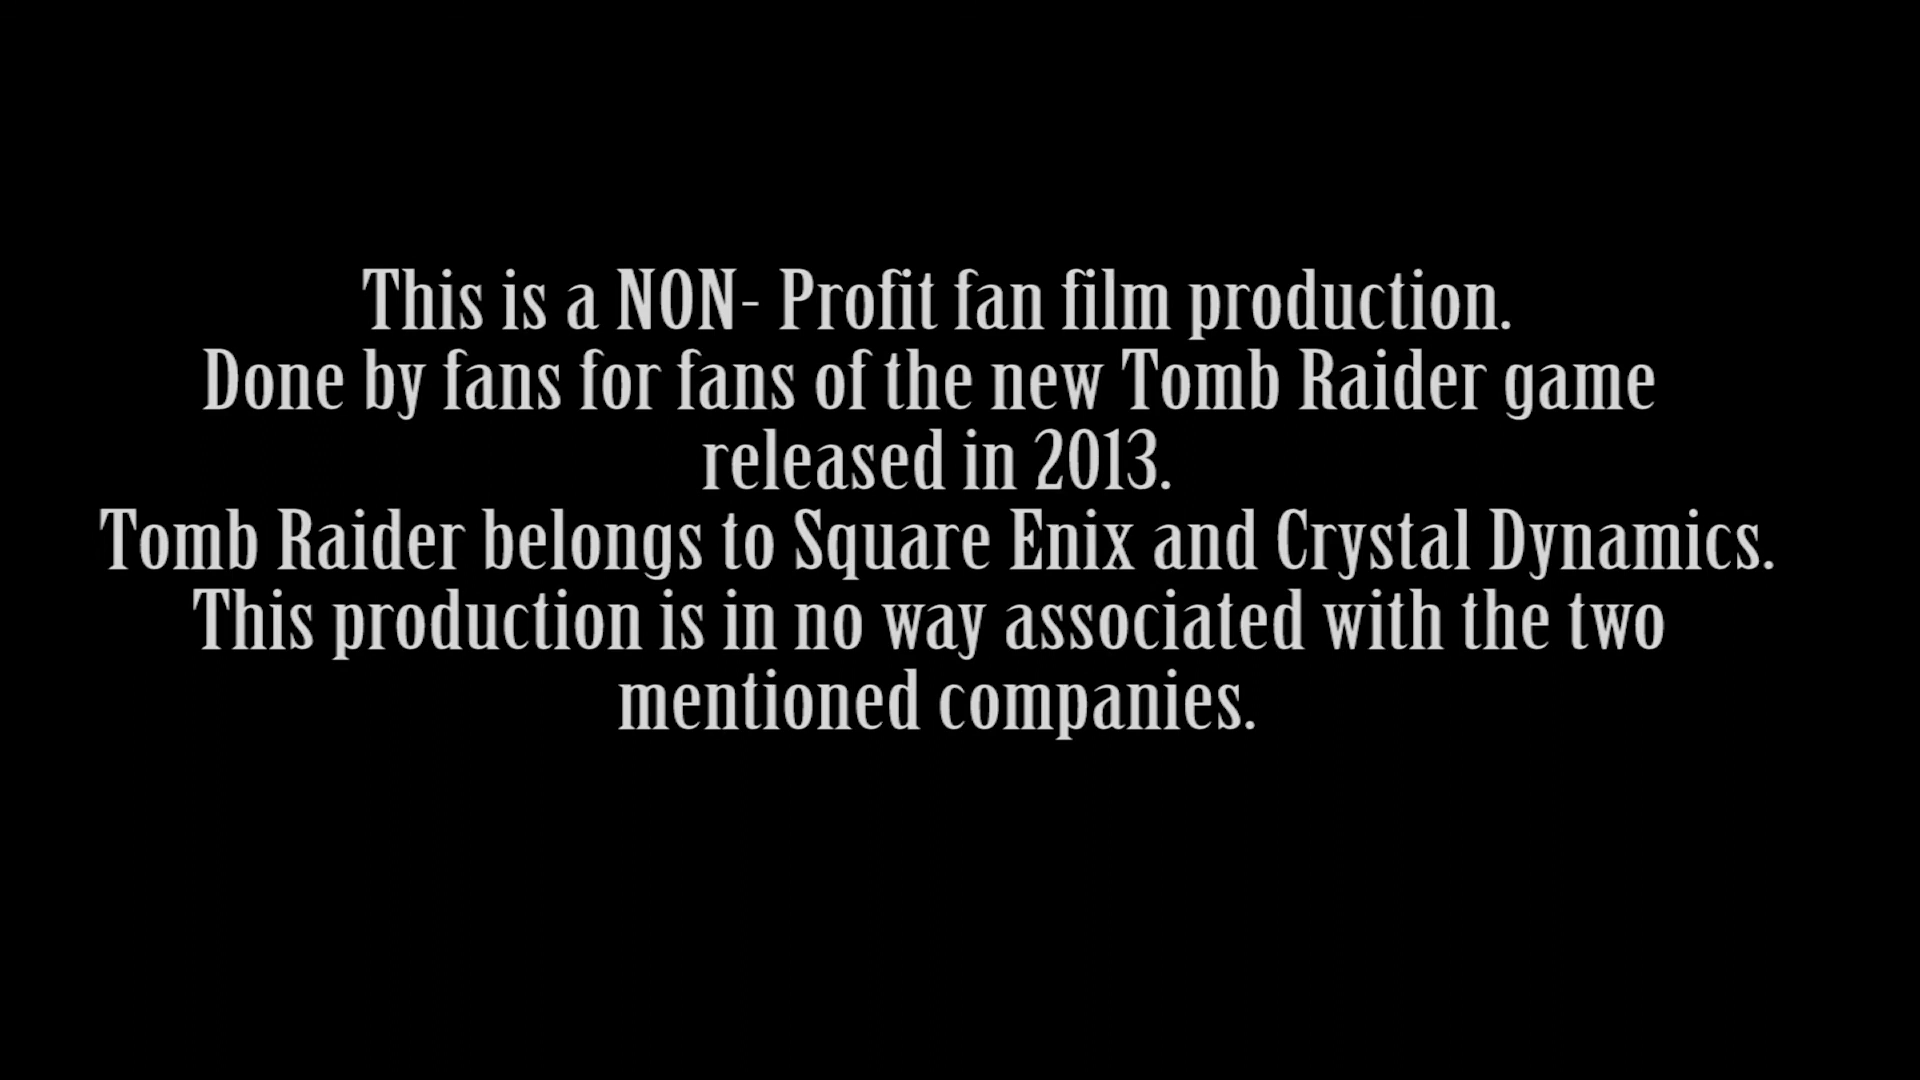 This is a NON- Profit fan film production.
Done by fans for fans of the new Tomb Raider game
released in 2013.
Tomb Raider belongs to Square Enix and Crystal Dynamics.
This production is in no way associated with the two
mentioned companies.